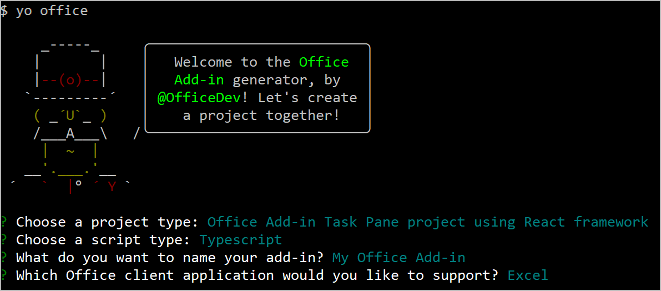 $ yo office
Welcome to the Office
Add-in generator, by
@OfficeDev! Let's create
a project together!
? Choose a project type: Office Add-in Task Pane project using React framework
? Choose a script type: Typescript
? What do you want to name your add-in? My Office Add-in
? Which Office client application would you like to support? Excel